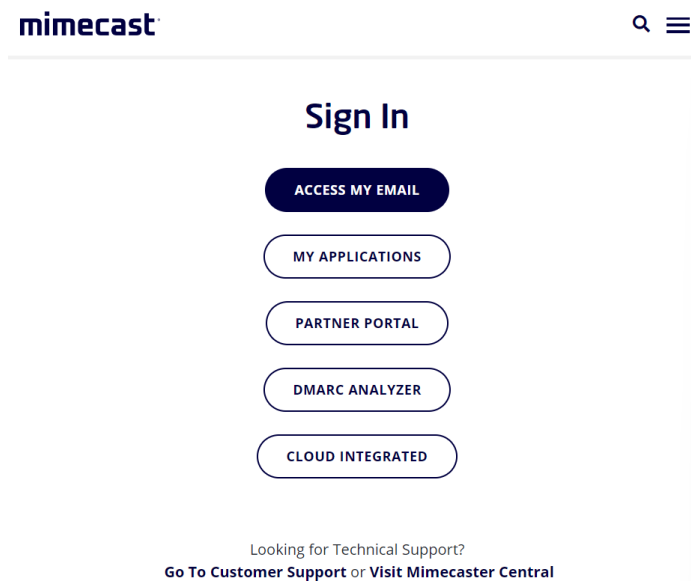 mimecast
Sign In
ACCESS MY EMAIL
MY APPLICATIONS
PARTNER PORTAL
DMARC ANALYZER
CLOUD INTEGRATED
Looking for Technical Support?
Go To Customer Support or Visit Mimecaster Central